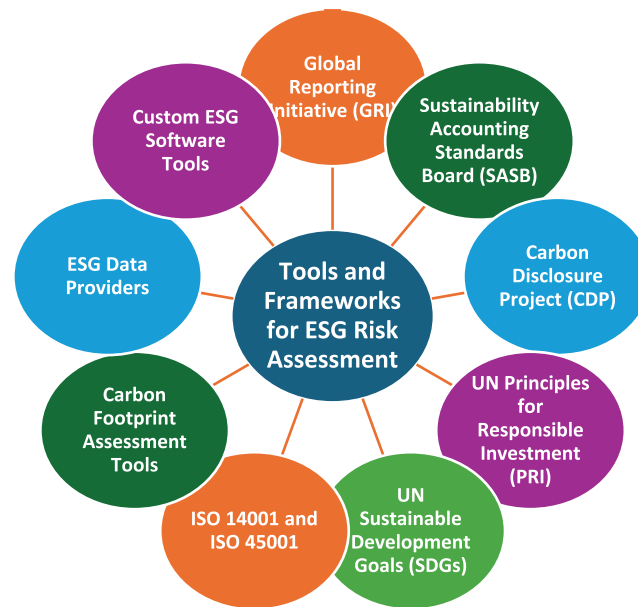 Global
Reporting
Initiative (GRI)
Sustainability
Accounting
Standards
Board (SASB)
Carbon
Disclosure
Project (CDP)
UN Principles
for
Responsible
Investment
(PRI)
UN
Sustainable
Development
Goals (SDGs)
ISO 14001 and
ISO 45001
Carbon
Footprint
Assessment
Tools
ESG Data
Providers
Custom ESG
Software
Tools
Tools and
Frameworks
for ESG Risk
Assessment